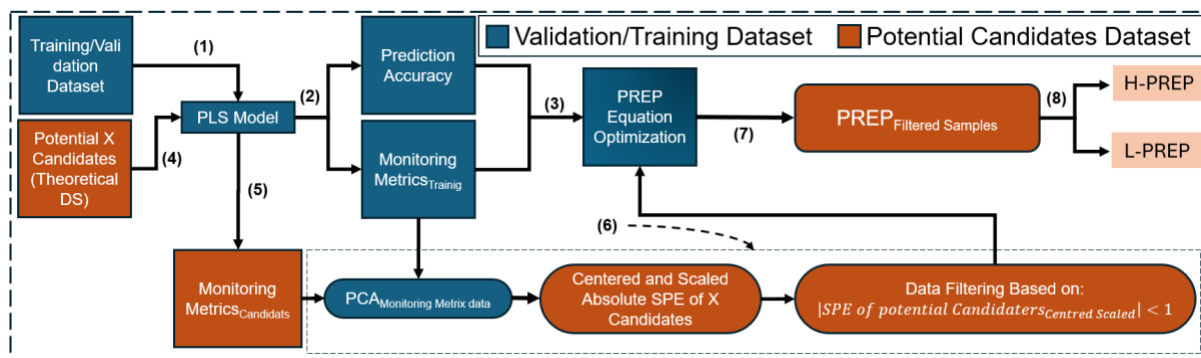 Training/Vali
dation
Dataset
(1)
Potential X
Candidates
(Theoretical
DS)
(4)
PLS Model
(2)
(5)
Prediction
Accuracy
Monitoring
Metrics_Trainig
(3)
Validation/Training Dataset
Potential Candidates Dataset
PREP
Equation
Optimization
(7)
PREP_Filtered Samples
(8)
H-PREP
L-PREP
(6)
Monitoring
Metrics_Candidats
PCA_Monitoring Metrix data
Centered and Scaled
Absolute SPE of X
Candidates
Data Filtering Based on:
|SPE of potential Candidaters_Centred Scaled| < 1